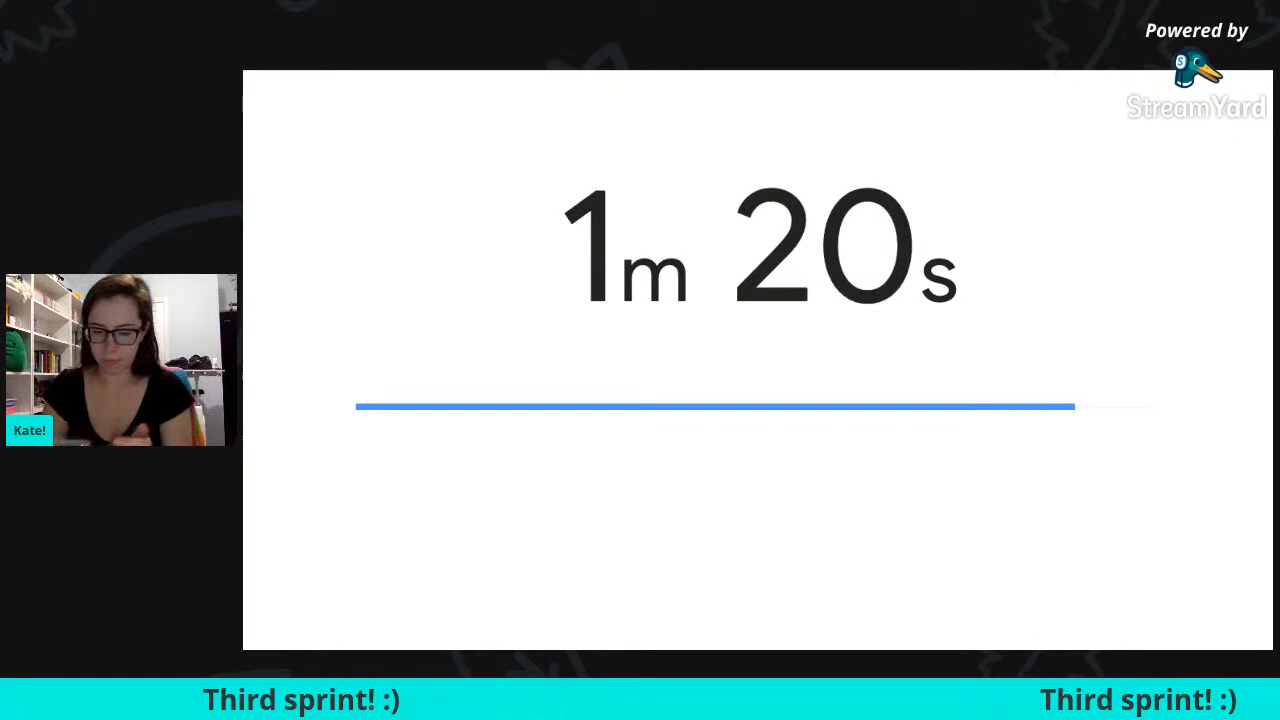 Powered by
StreamYard
1m 20s
Kate!
Third sprint! :)
Third sprint! :)